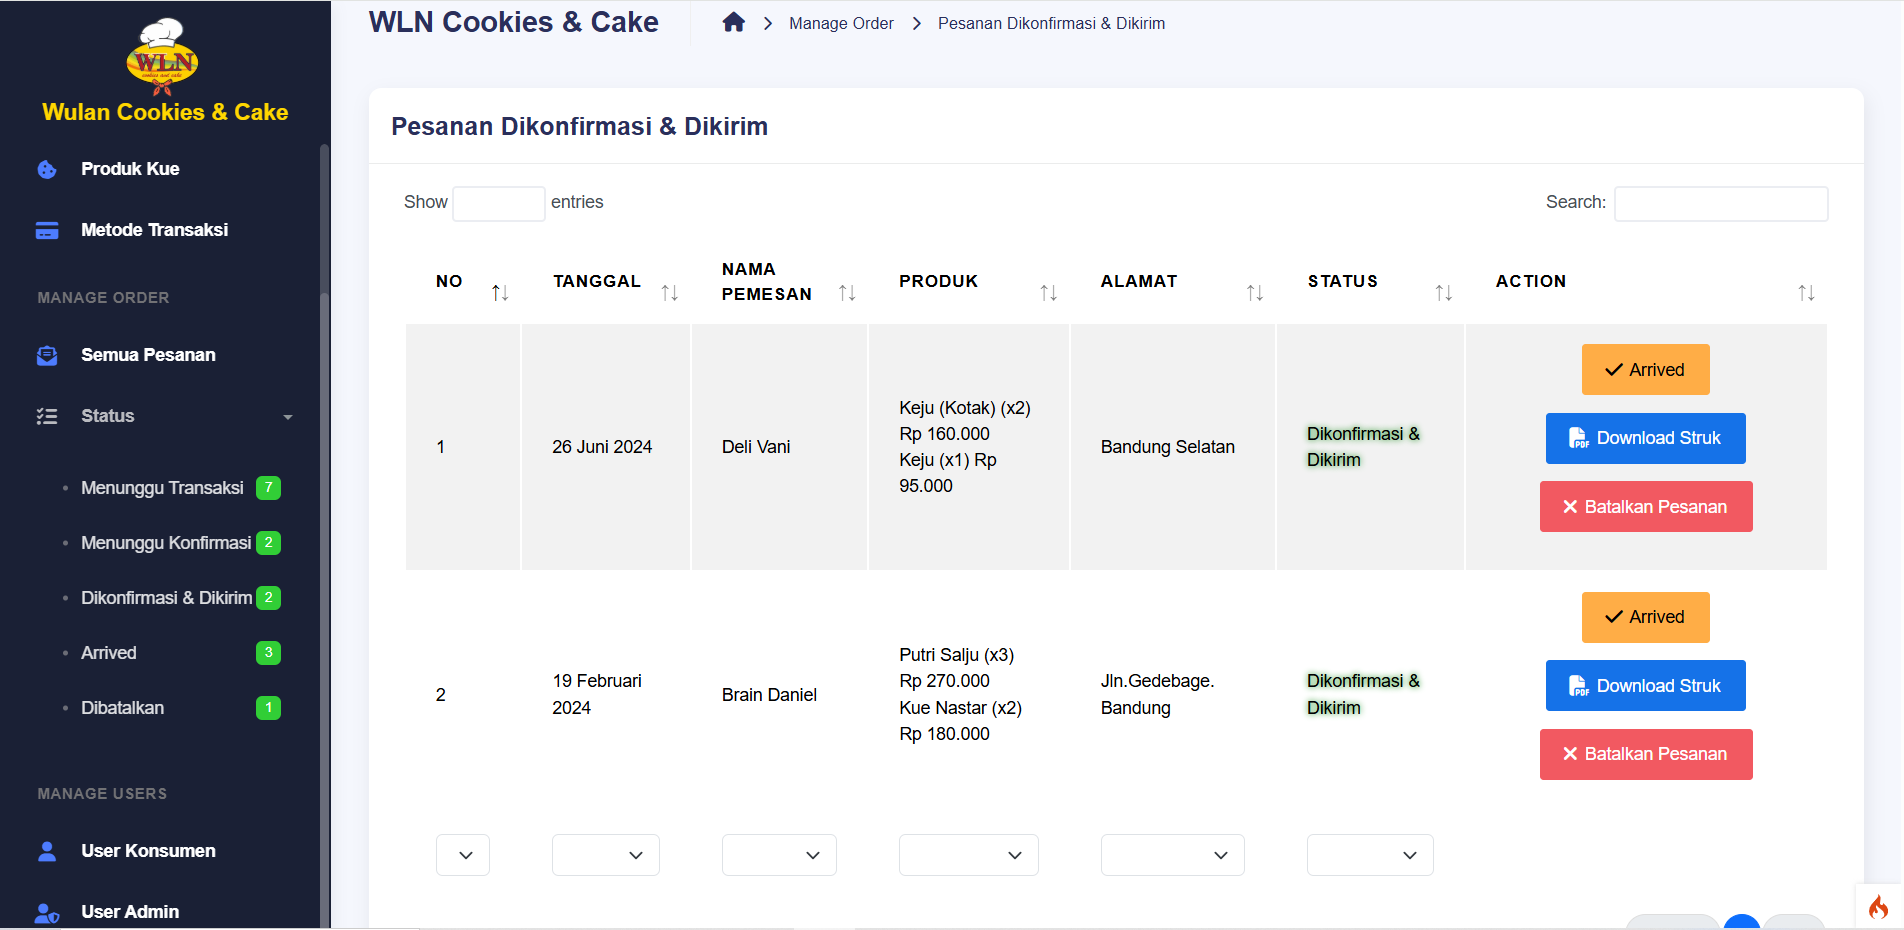 WLN
cookies and cake
Wulan Cookies & Cake
Produk Kue
Metode Transaksi
MANAGE ORDER
Semua Pesanan
Status
Menunggu Transaksi 7
Menunggu Konfirmasi 2
Dikonfirmasi & Dikirim 2
Arrived 3
Dibatalkan 1
MANAGE USERS
User Konsumen
User Admin
WLN Cookies & Cake
Manage Order
Pesanan Dikonfirmasi & Dikirim
Pesanan Dikonfirmasi & Dikirim
Show entries
Search:
NO
TANGGAL
NAMA
PEMESAN
PRODUK
ALAMAT
STATUS
ACTION
1
26 Juni 2024
Deli Vani
Keju (Kotak) (x2)
Rp 160.000
Keju (x1) Rp
95.000
Bandung Selatan
Dikonfirmasi &
Dikirim
Arrived
PDF Download Struk
Batalkan Pesanan
2
19 Februari
2024
Brain Daniel
Putri Salju (x3)
Rp 270.000
Kue Nastar (x2)
Rp 180.000
Jln.Gedebage.
Bandung
Dikonfirmasi &
Dikirim
Arrived
PDF Download Struk
Batalkan Pesanan